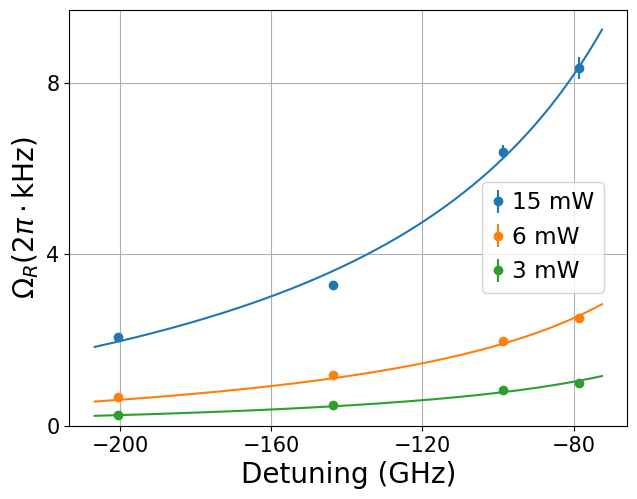 Ω_R(2π · kHz)
8
4
0
15 mW
6 mW
3 mW
−200
−160
−120
−80
Detuning (GHz)